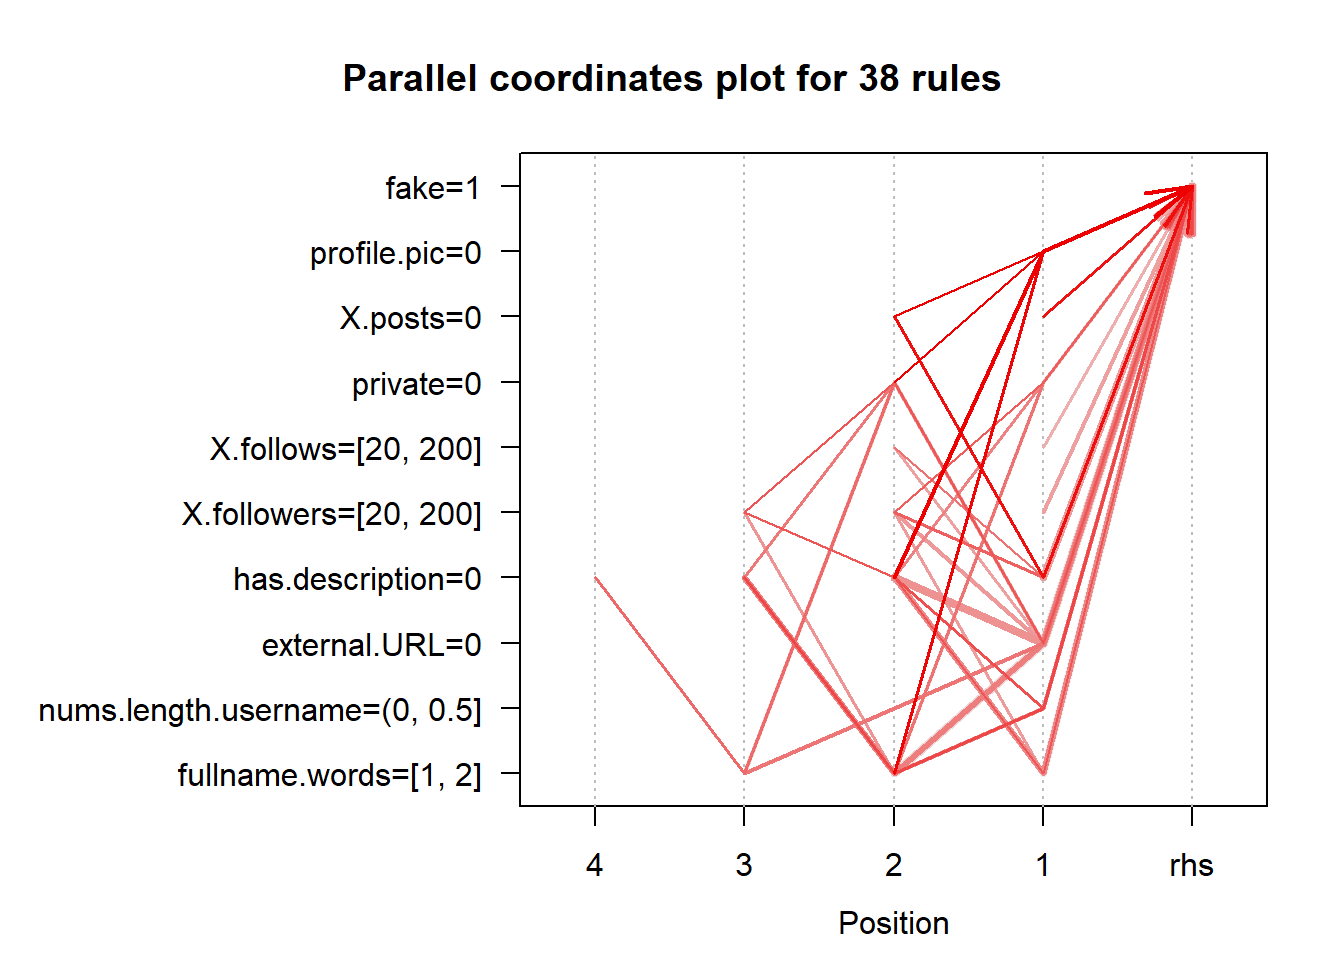 Parallel coordinates plot for 38 rules
fake=1
profile.pic=0
X.posts=0
private=0
X.follows=[20, 200]
X.followers=[20, 200]
has.description=0
external.URL=0
nums.length.username=(0, 0.5]
fullname.words=[1, 2]
4 3 2 1 rhs
Position